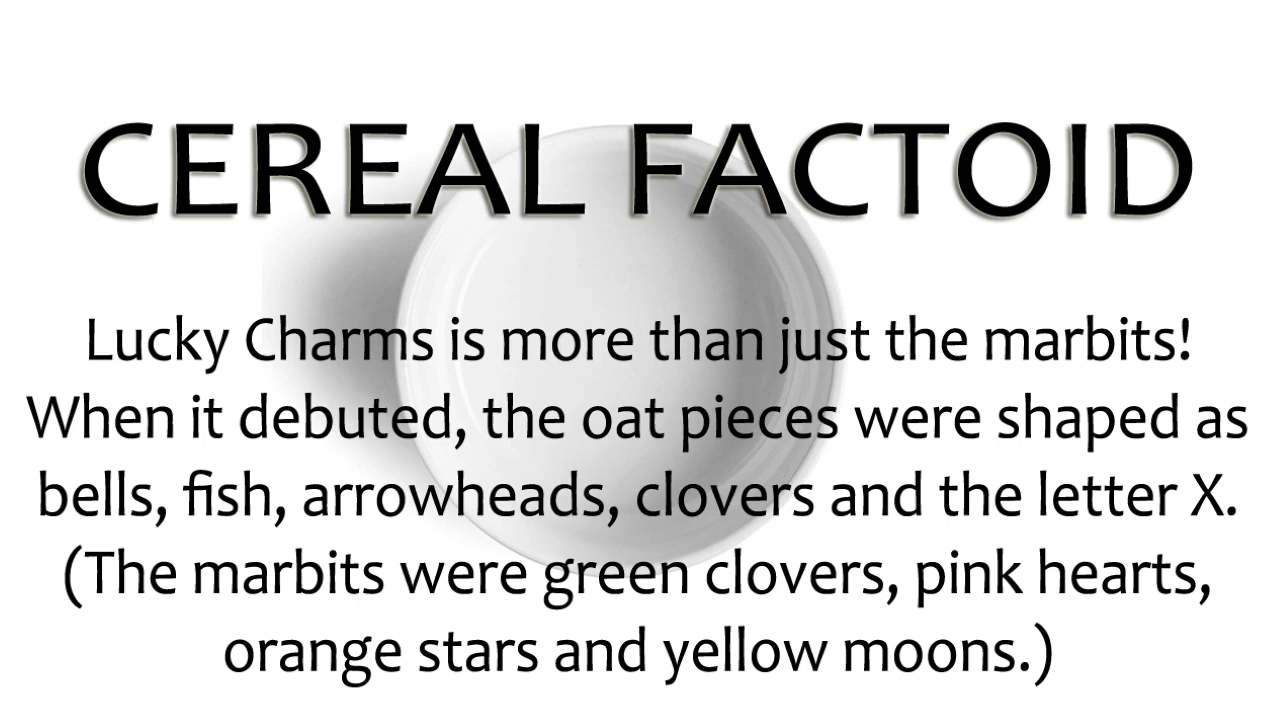 CEREAL FACTOID
Lucky Charms is more than just the marbits!
When it debuted, the oat pieces were shaped as
bells, fish, arrowheads, clovers and the letter X.
(The marbits were green clovers, pink hearts,
orange stars and yellow moons.)